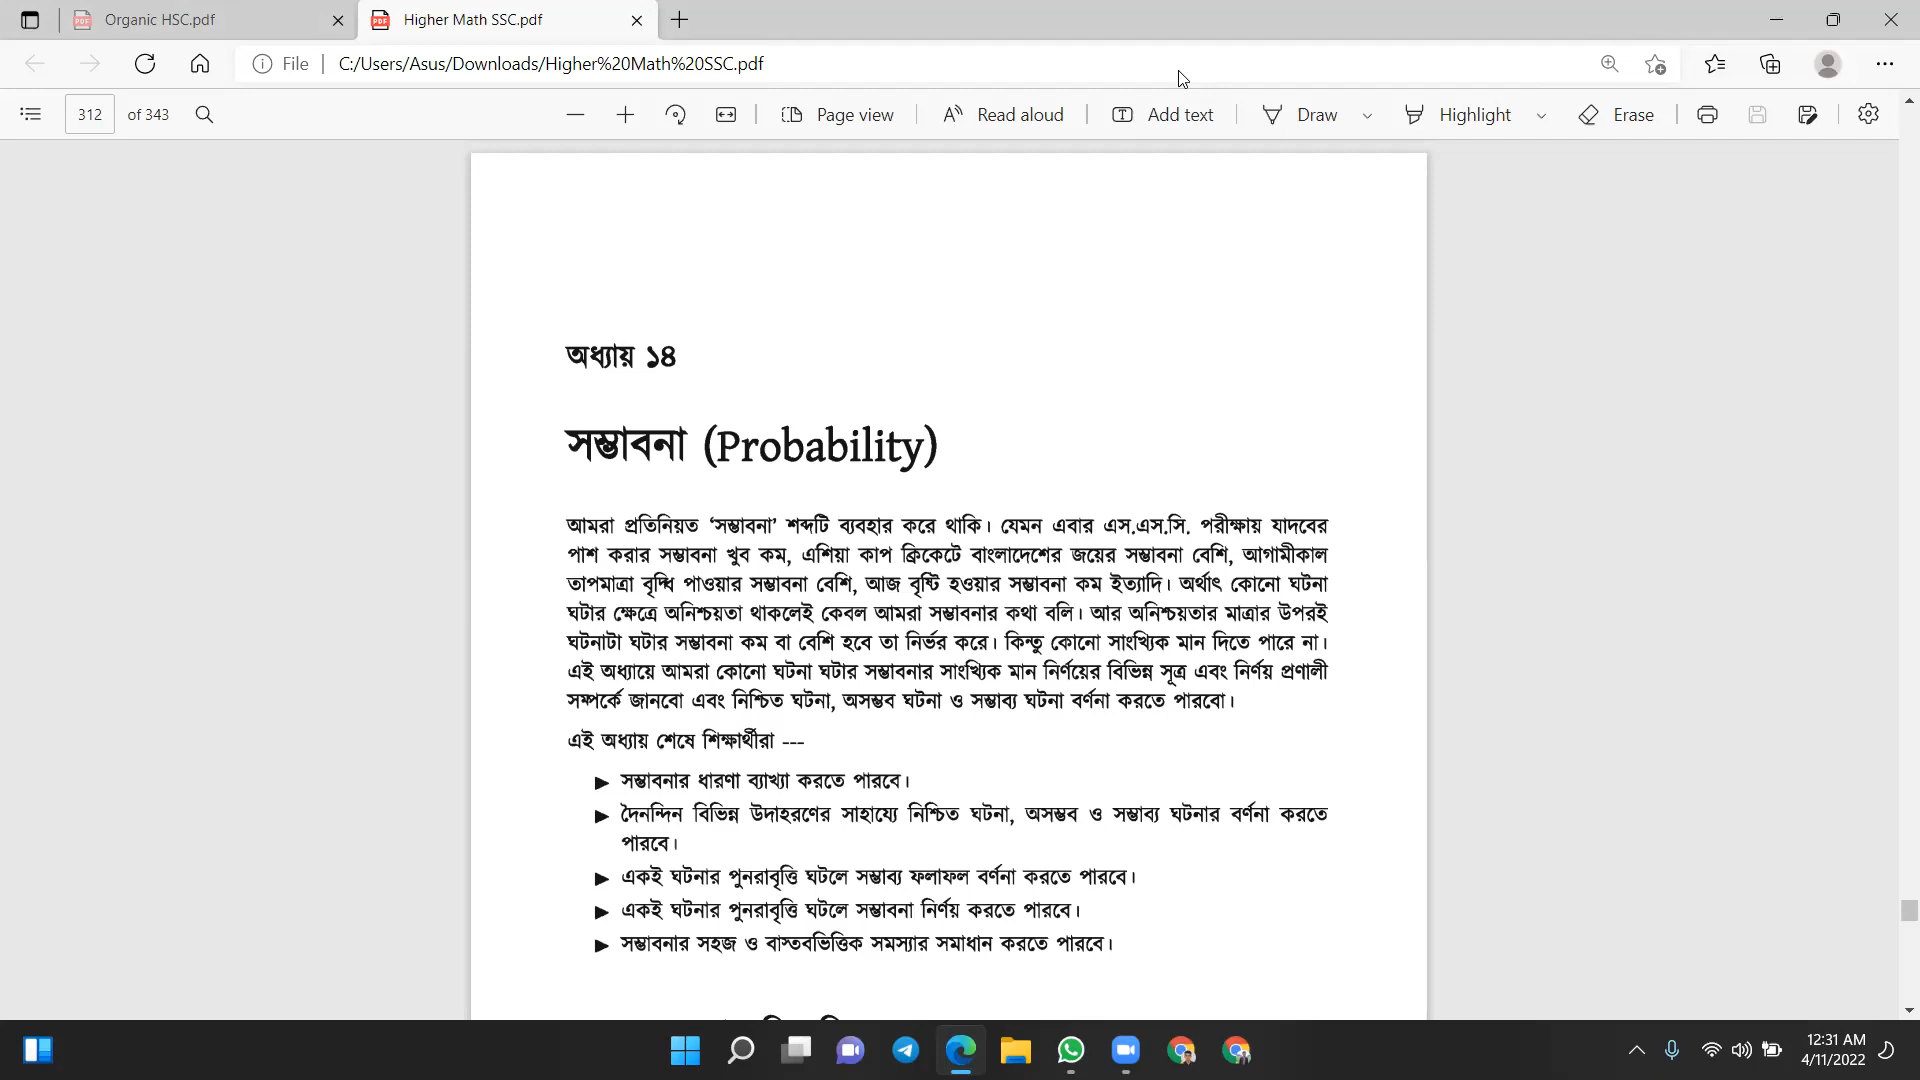 Organic HSC.pdf
Higher Math SSC.pdf
File
C:/Users/Asus/Downloads/Higher%20Math%20SSC.pdf
312 of 343
Page view
Read aloud
Add text
Draw
Highlight
Erase
অধ্যায় ১৪
সম্ভাবনা (Probability)
আমরা প্রতিনিয়ত ‘সম্ভাবনা’ শব্দটি ব্যবহার করে থাকি। যেমন এবার এস.এস.সি. পরীক্ষায় যাদবের
পাশ করার সম্ভাবনা খুব কম, এশিয়া কাপ ক্রিকেটে বাংলাদেশের জয়ের সম্ভাবনা বেশি, আগামীকাল
তাপমাত্রা বৃদ্ধি পাওয়ার সম্ভাবনা বেশি, আজ বৃষ্টি হওয়ার সম্ভাবনা কম ইত্যাদি। অর্থাৎ কোনো ঘটনা
ঘটার ক্ষেত্রে অনিশ্চয়তা থাকলেই কেবল আমরা সম্ভাবনার কথা বলি। আর অনিশ্চয়তার মাত্রার উপরই
ঘটনাটা ঘটার সম্ভাবনা কম বা বেশি হবে তা নির্ভর করে। কিন্তু কোনো সাংখ্যিক মান দিতে পারে না।
এই অধ্যায়ে আমরা কোনো ঘটনা ঘটার সম্ভাবনার সাংখ্যিক মান নির্ণয়ের বিভিন্ন সূত্র এবং নির্ণয় প্রণালী
সম্পর্কে জানবো এবং নিশ্চিত ঘটনা, অসম্ভব ঘটনা ও সম্ভাব্য ঘটনা বর্ণনা করতে পারবো।
এই অধ্যায় শেষে শিক্ষার্থীরা ---
► সম্ভাবনার ধারণা ব্যাখ্যা করতে পারবে।
► দৈনন্দিন বিভিন্ন উদাহরণের সাহায্যে নিশ্চিত ঘটনা, অসম্ভব ও সম্ভাব্য ঘটনার বর্ণনা করতে
পারবে।
► একই ঘটনার পুনরাবৃত্তি ঘটলে সম্ভাব্য ফলাফল বর্ণনা করতে পারবে।
► একই ঘটনার পুনরাবৃত্তি ঘটলে সম্ভাবনা নির্ণয় করতে পারবে।
► সম্ভাবনার সহজ ও বাস্তবভিত্তিক সমস্যার সমাধান করতে পারবে।
12:31 AM
4/11/2022